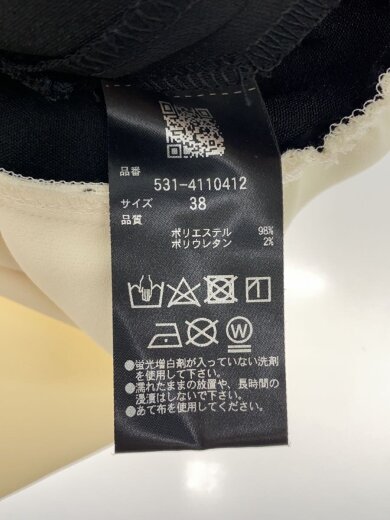 品番
531-4110412
サイズ 38
品質
ポリエステル 98%
ポリウレタン 2%
W
●蛍光増白剤が入っていない洗剤
を使用して下さい。
●濡れたままの放置や、長時間の
浸漬はしないで下さい。
●あて布を使用してください。